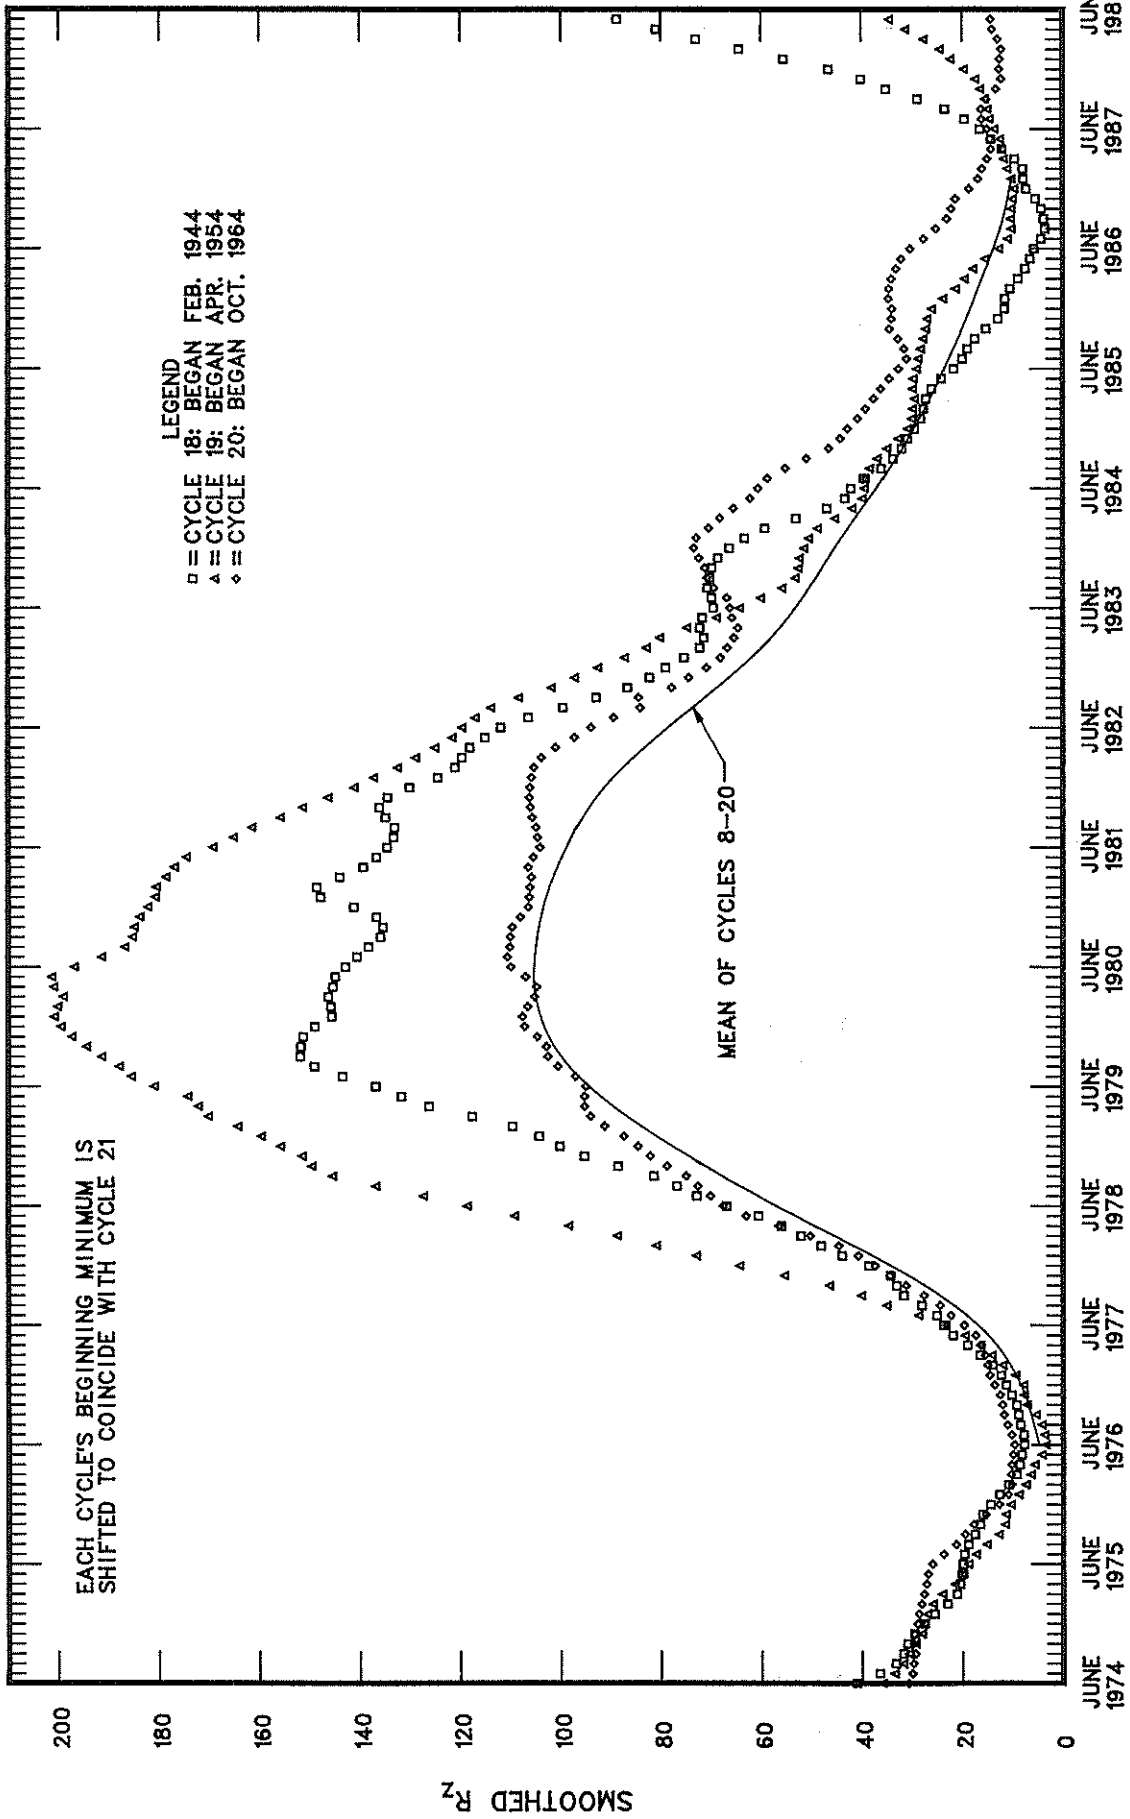 EACH CYCLE'S BEGINNING MINIMUM IS
SHIFTED TO COINCIDE WITH CYCLE 21
LEGEND
□ = CYCLE 18: BEGAN FEB. 1944
▵ = CYCLE 19: BEGAN APR. 1954
⋄ = CYCLE 20: BEGAN OCT. 1964
MEAN OF CYCLES 8-20
SMOOTHED Rz
200
180
160
140
120
100
80
60
40
20
0
JUNE 1974
JUNE 1975
JUNE 1976
JUNE 1977
JUNE 1978
JUNE 1979
JUNE 1980
JUNE 1981
JUNE 1982
JUNE 1983
JUNE 1984
JUNE 1985
JUNE 1986
JUNE 1987